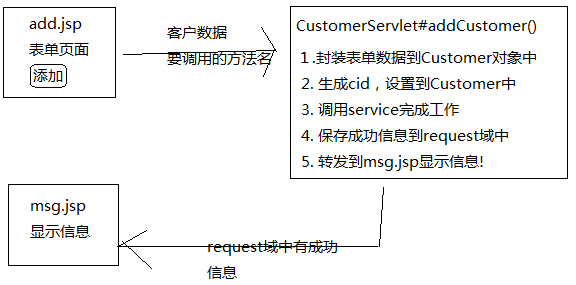 add.jsp
表单页面
添加
客户数据
要调用的方法名
CustomerServlet#addCustomer()
1.封装表单数据到Customer对象中
2. 生成cid，设置到Customer中
3. 调用service完成工作
4. 保存成功信息到request域中
5. 转发到msg.jsp显示信息!
msg.jsp
显示信息
request域中有成功
信息